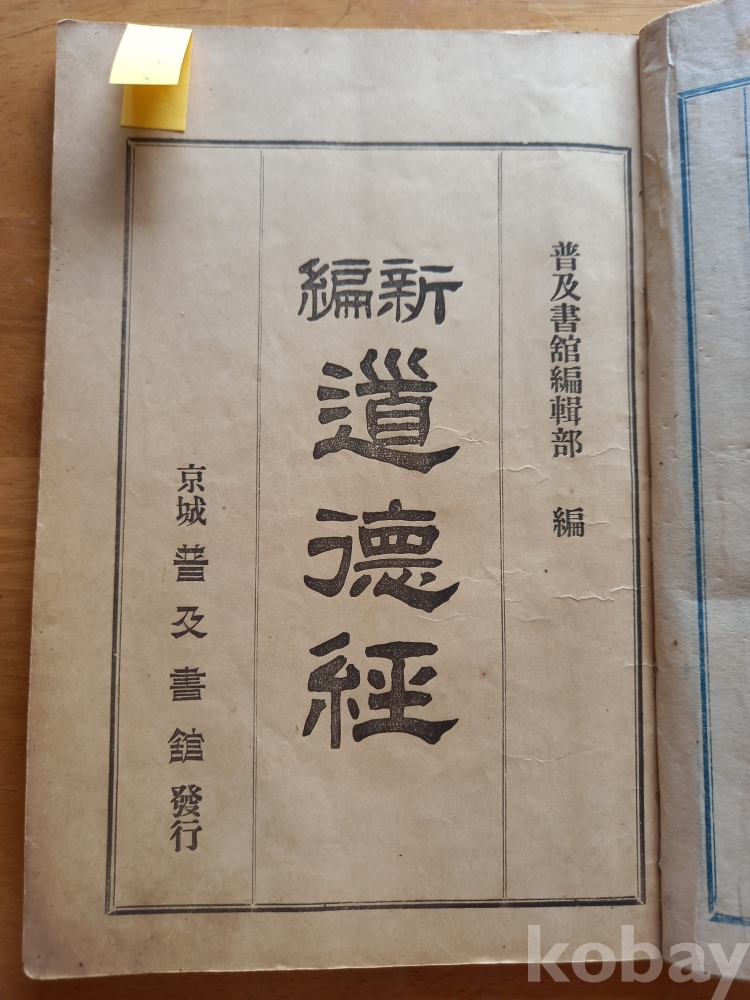 普及書舘編輯部 編
新編
道德經
京城 普及書舘 發行
kobay